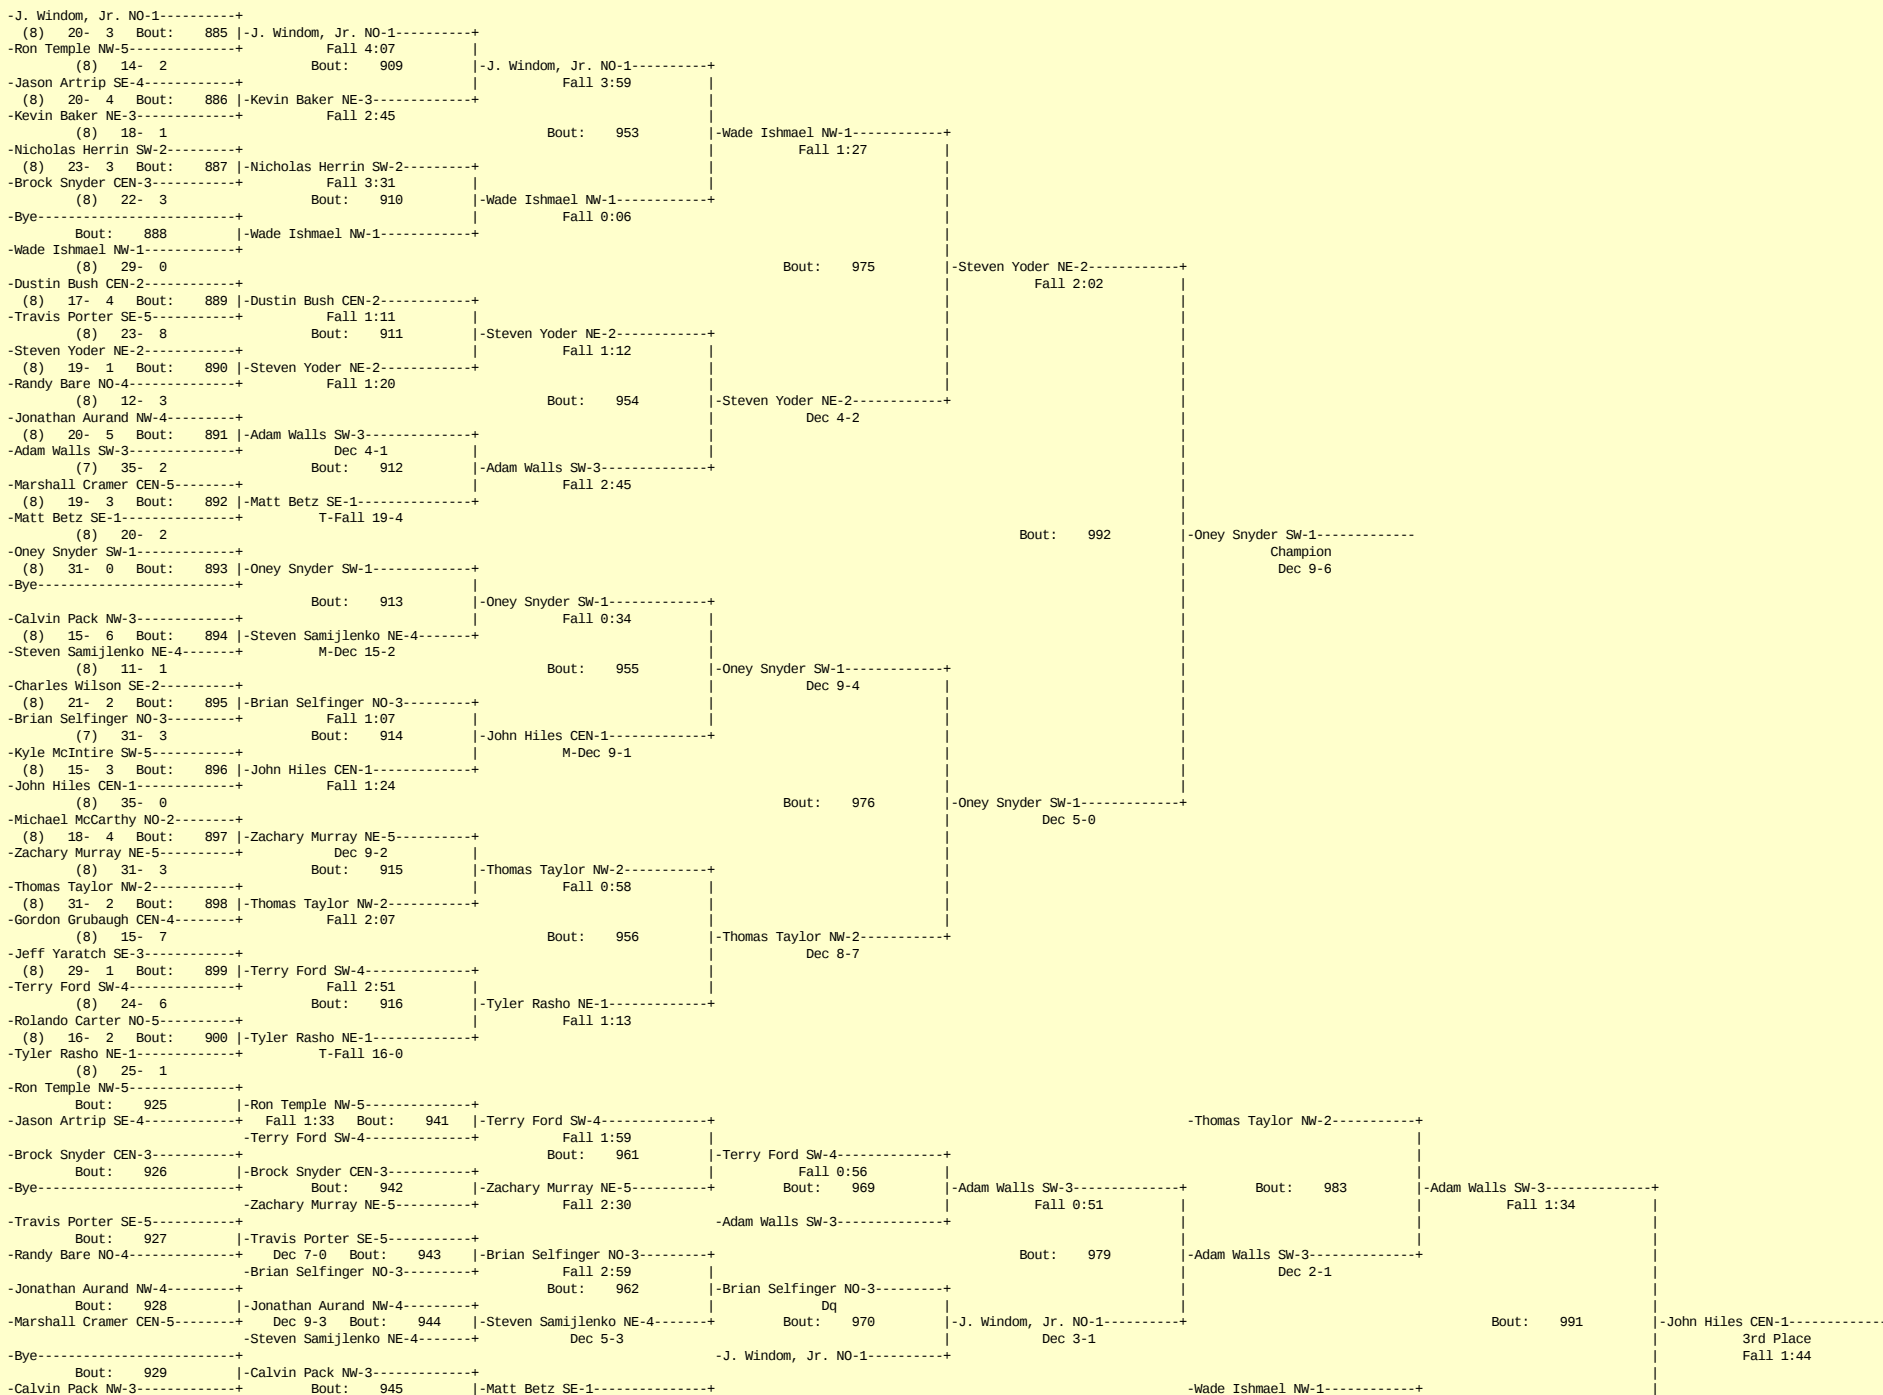 -J. Windom, Jr. NO-1----------+
(8)   20-  3   Bout:    885 |-J. Windom, Jr. NO-1----------+
-Ron Temple NW-5--------------+           Fall 4:07          |
(8)   14-  2                   Bout:    909         |-J. Windom, Jr. NO-1----------+
-Jason Artrip SE-4------------+                              |           Fall 3:59          |
(8)   20-  4   Bout:    886 |-Kevin Baker NE-3-------------+                              |
-Kevin Baker NE-3-------------+           Fall 2:45                                         |
(8)   18-  1                                                  Bout:    953         |-Wade Ishmael NW-1------------+
-Nicholas Herrin SW-2---------+                                                             |           Fall 1:27          |
(8)   23-  3   Bout:    887 |-Nicholas Herrin SW-2---------+                              |                              |
-Brock Snyder CEN-3-----------+           Fall 3:31          |                              |                              |
(8)   22-  3                   Bout:    910         |-Wade Ishmael NW-1------------+                              |
-Bye--------------------------+                              |           Fall 0:06                                         |
Bout:    888         |-Wade Ishmael NW-1------------+                                                             |
-Wade Ishmael NW-1------------+                                                                                            |
(8)   29-  0                                                                                 Bout:    975         |-Steven Yoder NE-2------------+
-Dustin Bush CEN-2------------+                                                                                            |           Fall 2:02          |
(8)   17-  4   Bout:    889 |-Dustin Bush CEN-2------------+                                                             |                              |
-Travis Porter SE-5-----------+           Fall 1:11          |                                                             |                              |
(8)   23-  8                   Bout:    911         |-Steven Yoder NE-2------------+                              |                              |
-Steven Yoder NE-2------------+                              |           Fall 1:12          |                              |                              |
(8)   19-  1   Bout:    890 |-Steven Yoder NE-2------------+                              |                              |                              |
-Randy Bare NO-4--------------+           Fall 1:20                                         |                              |                              |
(8)   12-  3                                                  Bout:    954         |-Steven Yoder NE-2------------+                              |
-Jonathan Aurand NW-4---------+                                                             |            Dec 4-2                                          |
(8)   20-  5   Bout:    891 |-Adam Walls SW-3--------------+                              |                                                             |
-Adam Walls SW-3--------------+            Dec 4-1           |                              |                                                             |
(7)   35-  2                   Bout:    912         |-Adam Walls SW-3--------------+                                                             |
-Marshall Cramer CEN-5--------+                              |           Fall 2:45                                                                        |
(8)   19-  3   Bout:    892 |-Matt Betz SE-1---------------+                                                                                            |
-Matt Betz SE-1---------------+          T-Fall 19-4                                                                                                      |
(8)   20-  2                                                                                                                Bout:    992         |-Oney Snyder SW-1-------------
-Oney Snyder SW-1-------------+                                                                                                                           |           Champion
(8)   31-  0   Bout:    893 |-Oney Snyder SW-1-------------+                                                                                            |            Dec 9-6
-Bye--------------------------+                              |                                                                                            |
Bout:    913         |-Oney Snyder SW-1-------------+                                                             |
-Calvin Pack NW-3-------------+                              |           Fall 0:34          |                                                             |
(8)   15-  6   Bout:    894 |-Steven Samijlenko NE-4-------+                              |                                                             |
-Steven Samijlenko NE-4-------+          M-Dec 15-2                                         |                                                             |
(8)   11-  1                                                  Bout:    955         |-Oney Snyder SW-1-------------+                              |
-Charles Wilson SE-2----------+                                                             |            Dec 9-4           |                              |
(8)   21-  2   Bout:    895 |-Brian Selfinger NO-3---------+                              |                              |                              |
-Brian Selfinger NO-3---------+           Fall 1:07          |                              |                              |                              |
(7)   31-  3                   Bout:    914         |-John Hiles CEN-1-------------+                              |                              |
-Kyle McIntire SW-5-----------+                              |           M-Dec 9-1                                         |                              |
(8)   15-  3   Bout:    896 |-John Hiles CEN-1-------------+                                                             |                              |
-John Hiles CEN-1-------------+           Fall 1:24                                                                        |                              |
(8)   35-  0                                                                                 Bout:    976         |-Oney Snyder SW-1-------------+
-Michael McCarthy NO-2--------+                                                                                            |            Dec 5-0
(8)   18-  4   Bout:    897 |-Zachary Murray NE-5----------+                                                             |
-Zachary Murray NE-5----------+            Dec 9-2           |                                                             |
(8)   31-  3                   Bout:    915         |-Thomas Taylor NW-2-----------+                              |
-Thomas Taylor NW-2-----------+                              |           Fall 0:58          |                              |
(8)   31-  2   Bout:    898 |-Thomas Taylor NW-2-----------+                              |                              |
-Gordon Grubaugh CEN-4--------+           Fall 2:07                                         |                              |
(8)   15-  7                                                  Bout:    956         |-Thomas Taylor NW-2-----------+
-Jeff Yaratch SE-3------------+                                                             |            Dec 8-7
(8)   29-  1   Bout:    899 |-Terry Ford SW-4--------------+                              |
-Terry Ford SW-4--------------+           Fall 2:51          |                              |
(8)   24-  6                   Bout:    916         |-Tyler Rasho NE-1-------------+
-Rolando Carter NO-5----------+                              |           Fall 1:13
(8)   16-  2   Bout:    900 |-Tyler Rasho NE-1-------------+
-Tyler Rasho NE-1-------------+          T-Fall 16-0
(8)   25-  1
-Ron Temple NW-5--------------+
Bout:    925         |-Ron Temple NW-5--------------+
-Jason Artrip SE-4------------+   Fall 1:33   Bout:    941   |-Terry Ford SW-4--------------+                                                             -Thomas Taylor NW-2-----------+
-Terry Ford SW-4--------------+           Fall 1:59          |                                                                                            |
-Brock Snyder CEN-3-----------+                                        Bout:    961         |-Terry Ford SW-4--------------+                                                             |
Bout:    926         |-Brock Snyder CEN-3-----------+                              |           Fall 0:56          |                                                             |
-Bye--------------------------+         Bout:    942         |-Zachary Murray NE-5----------+         Bout:    969         |-Adam Walls SW-3--------------+         Bout:    983         |-Adam Walls SW-3--------------+
-Zachary Murray NE-5----------+           Fall 2:30                                         |           Fall 0:51          |                              |           Fall 1:34          |
-Travis Porter SE-5-----------+                                                             -Adam Walls SW-3--------------+                              |                              |                              |
Bout:    927         |-Travis Porter SE-5-----------+                                                                                            |                              |                              |
-Randy Bare NO-4--------------+    Dec 7-0   Bout:    943    |-Brian Selfinger NO-3---------+                                        Bout:    979         |-Adam Walls SW-3--------------+                              |
-Brian Selfinger NO-3---------+           Fall 2:59          |                                                             |            Dec 2-1                                          |
-Jonathan Aurand NW-4---------+                                        Bout:    962         |-Brian Selfinger NO-3---------+                              |                                                             |
Bout:    928         |-Jonathan Aurand NW-4---------+                              |              Dq              |                              |                                                             |
-Marshall Cramer CEN-5--------+    Dec 9-3   Bout:    944    |-Steven Samijlenko NE-4-------+         Bout:    970         |-J. Windom, Jr. NO-1----------+                                        Bout:    991         |-John Hiles CEN-1------------
-Steven Samijlenko NE-4-------+            Dec 5-3                                          |            Dec 3-1                                                                                          |          3rd Place
-Bye--------------------------+                                                             -J. Windom, Jr. NO-1----------+                                                                                            |          Fall 1:44
Bout:    929         |-Calvin Pack NW-3-------------+                                                                                                                                                          |
-Calvin Pack NW-3-------------+         Bout:    945         |-Matt Betz SE-1---------------+                                                             -Wade Ishmael NW-1------------+                              |